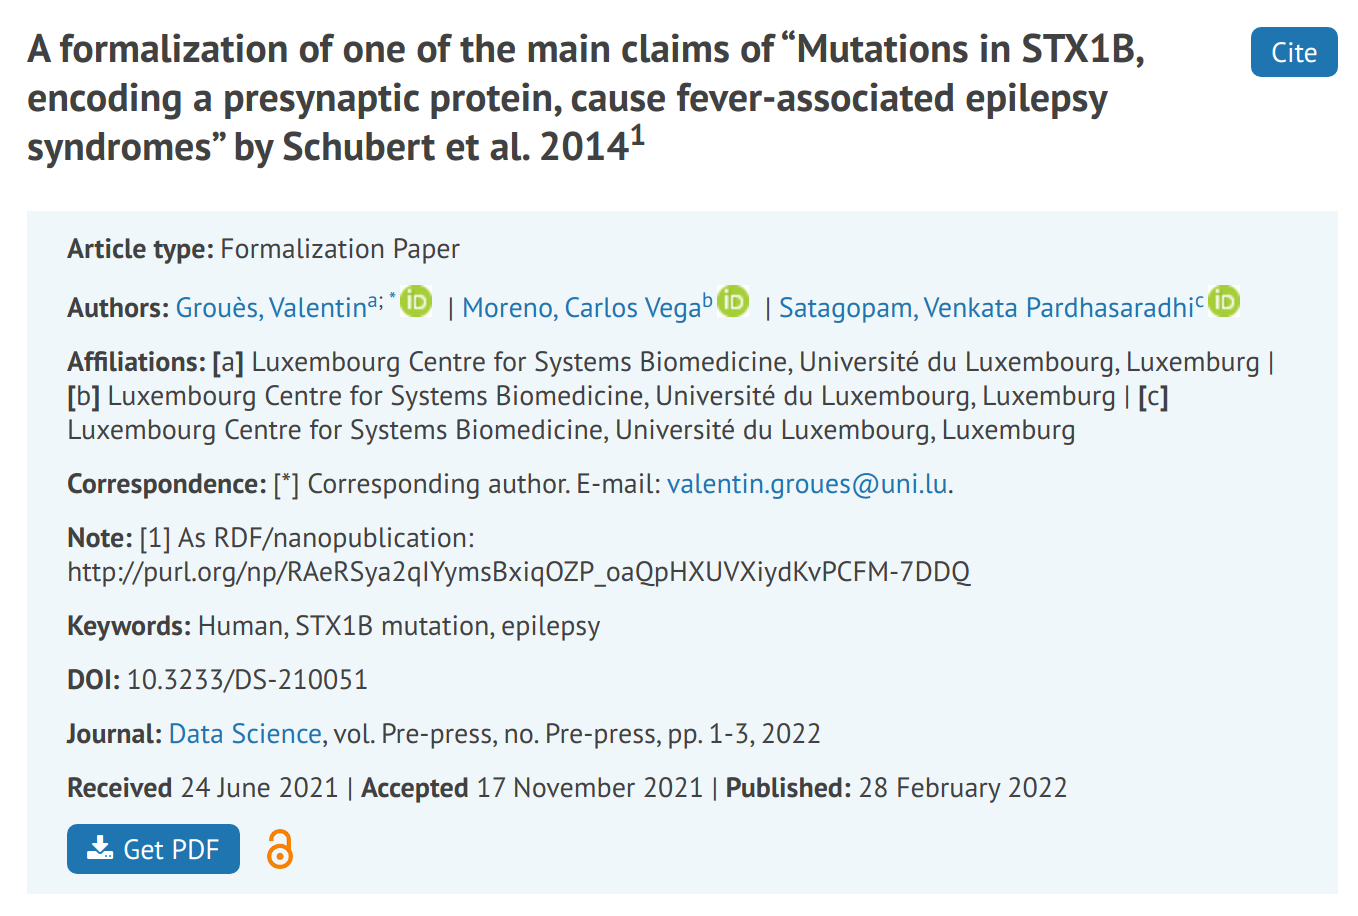 A formalization of one of the main claims of “Mutations in STX1B,
encoding a presynaptic protein, cause fever-associated epilepsy
syndromes” by Schubert et al. 2014¹
Cite
Article type: Formalization Paper
Authors: Grouès, Valentina; * iD | Moreno, Carlos Vegab iD | Satagopam, Venkata Pardhasaradhic iD
Affiliations: [a] Luxembourg Centre for Systems Biomedicine, Université du Luxembourg, Luxemburg |
[b] Luxembourg Centre for Systems Biomedicine, Université du Luxembourg, Luxemburg | [c]
Luxembourg Centre for Systems Biomedicine, Université du Luxembourg, Luxemburg
Correspondence: [*] Corresponding author. E-mail: valentin.groues@uni.lu.
Note: [1] As RDF/nanopublication:
http://purl.org/np/RAeRSya2qIYymsBxiqOZP_oaQpHXUVXiydKvPCFM-7DDQ
Keywords: Human, STX1B mutation, epilepsy
DOI: 10.3233/DS-210051
Journal: Data Science, vol. Pre-press, no. Pre-press, pp. 1-3, 2022
Received 24 June 2021 | Accepted 17 November 2021 | Published: 28 February 2022
Get PDF